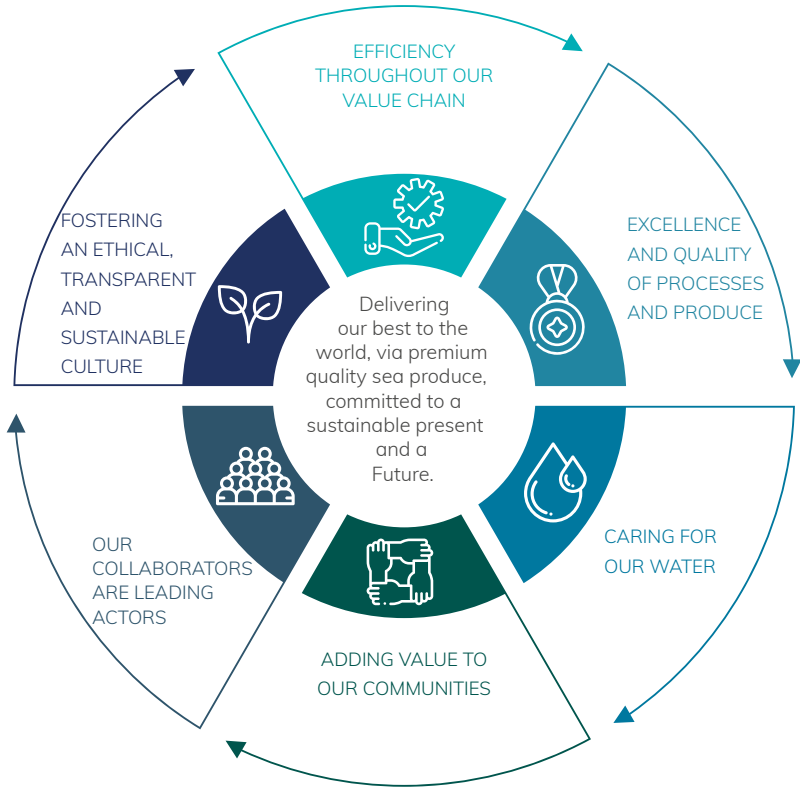 EFFICIENCY
THROUGHOUT OUR
VALUE CHAIN
EXCELLENCE
AND QUALITY
OF PROCESSES
AND PRODUCE
CARING FOR
OUR WATER
ADDING VALUE TO
OUR COMMUNITIES
OUR
COLLABORATORS
ARE LEADING
ACTORS
FOSTERING
AN ETHICAL,
TRANSPARENT
AND
SUSTAINABLE
CULTURE
Delivering
our best to the
world, via premium
quality sea produce,
committed to a
sustainable present
and a
Future.